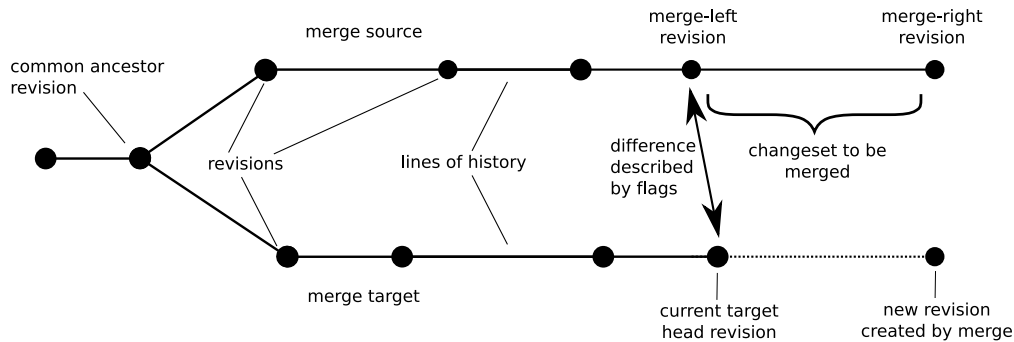 merge source
merge-left
revision
merge-right
revision
common ancestor
revision
revisions
lines of history
difference
described
by flags
changeset to be
merged
merge target
current target
head revision
new revision
created by merge